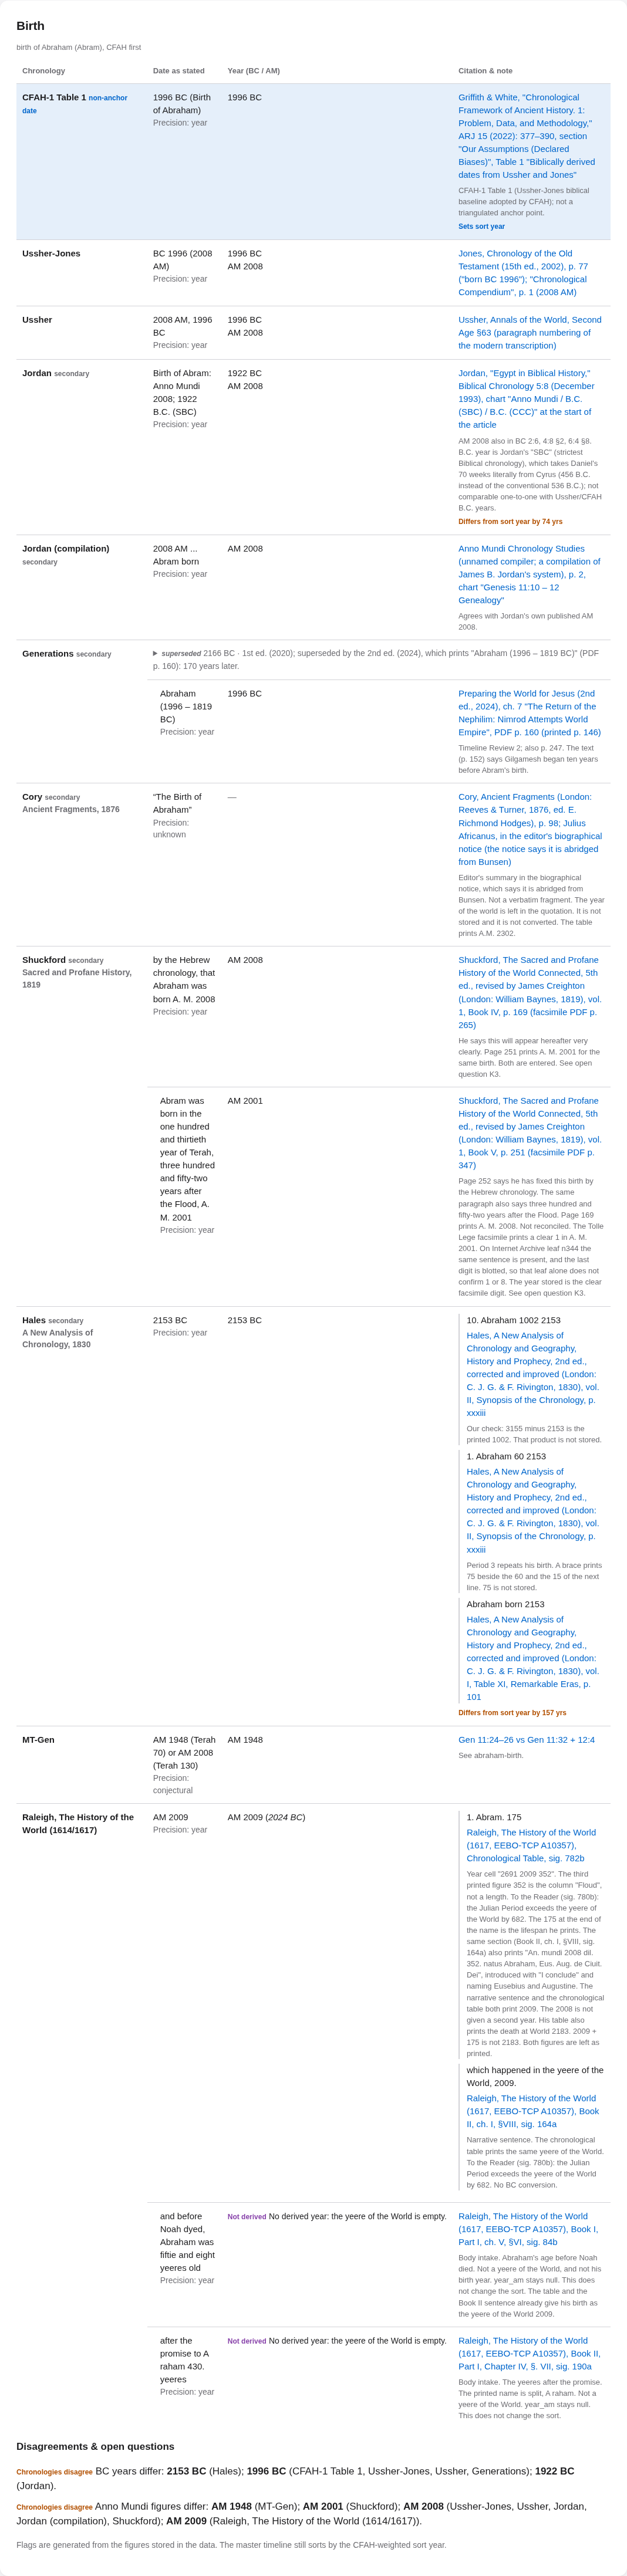 Birth
birth of Abraham (Abram), CFAH first
Chronology Date as stated Year (BC / AM) Citation & note
CFAH-1 Table 1 non-anchor
date
1996 BC (Birth
of Abraham)
Precision: year
1996 BC
Griffith & White, "Chronological
Framework of Ancient History. 1:
Problem, Data, and Methodology,"
ARJ 15 (2022): 377–390, section
"Our Assumptions (Declared
Biases)", Table 1 "Biblically derived
dates from Ussher and Jones"
CFAH-1 Table 1 (Ussher-Jones biblical
baseline adopted by CFAH); not a
triangulated anchor point.
Sets sort year
Ussher-Jones
BC 1996 (2008
AM)
Precision: year
1996 BC
AM 2008
Jones, Chronology of the Old
Testament (15th ed., 2002), p. 77
("born BC 1996"); "Chronological
Compendium", p. 1 (2008 AM)
Ussher
2008 AM, 1996
BC
Precision: year
1996 BC
AM 2008
Ussher, Annals of the World, Second
Age §63 (paragraph numbering of
the modern transcription)
Jordan secondary
Birth of Abram:
Anno Mundi
2008; 1922
B.C. (SBC)
Precision: year
1922 BC
AM 2008
Jordan, "Egypt in Biblical History,"
Biblical Chronology 5:8 (December
1993), chart "Anno Mundi / B.C.
(SBC) / B.C. (CCC)" at the start of
the article
AM 2008 also in BC 2:6, 4:8 §2, 6:4 §8.
B.C. year is Jordan's "SBC" (strictest
Biblical chronology), which takes Daniel's
70 weeks literally from Cyrus (456 B.C.
instead of the conventional 536 B.C.); not
comparable one-to-one with Ussher/CFAH
B.C. years.
Differs from sort year by 74 yrs
Jordan (compilation)
secondary
2008 AM ...
Abram born
Precision: year
AM 2008
Anno Mundi Chronology Studies
(unnamed compiler; a compilation of
James B. Jordan's system), p. 2,
chart "Genesis 11:10 – 12
Genealogy"
Agrees with Jordan's own published AM
2008.
Generations secondary
▶ superseded 2166 BC · 1st ed. (2020); superseded by the 2nd ed. (2024), which prints "Abraham (1996 – 1819 BC)" (PDF
p. 160): 170 years later.
Abraham
(1996 – 1819
BC)
Precision: year
1996 BC
Preparing the World for Jesus (2nd
ed., 2024), ch. 7 "The Return of the
Nephilim: Nimrod Attempts World
Empire", PDF p. 160 (printed p. 146)
Timeline Review 2; also p. 247. The text
(p. 152) says Gilgamesh began ten years
before Abram's birth.
Cory secondary
Ancient Fragments, 1876
"The Birth of
Abraham"
Precision:
unknown
—
Cory, Ancient Fragments (London:
Reeves & Turner, 1876, ed. E.
Richmond Hodges), p. 98; Julius
Africanus, in the editor's biographical
notice (the notice says it is abridged
from Bunsen)
Editor's summary in the biographical
notice, which says it is abridged from
Bunsen. Not a verbatim fragment. The year
of the world is left in the quotation. It is not
stored and it is not converted. The table
prints A.M. 2302.
Shuckford secondary
Sacred and Profane History,
1819
by the Hebrew
chronology, that
Abraham was
born A. M. 2008
Precision: year
AM 2008
Shuckford, The Sacred and Profane
History of the World Connected, 5th
ed., revised by James Creighton
(London: William Baynes, 1819), vol.
1, Book IV, p. 169 (facsimile PDF p.
265)
He says this will appear hereafter very
clearly. Page 251 prints A. M. 2001 for the
same birth. Both are entered. See open
question K3.
Abram was
born in the
one hundred
and thirtieth
year of Terah,
three hundred
and fifty-two
years after
the Flood, A.
M. 2001
Precision: year
AM 2001
Shuckford, The Sacred and Profane
History of the World Connected, 5th
ed., revised by James Creighton
(London: William Baynes, 1819), vol.
1, Book V, p. 251 (facsimile PDF p.
347)
Page 252 says he has fixed this birth by
the Hebrew chronology. The same
paragraph also says three hundred and
fifty-two years after the Flood. Page 169
prints A. M. 2008. Not reconciled. The Tolle
Lege facsimile prints a clear 1 in A. M.
2001. On Internet Archive leaf n344 the
same sentence is present, and the last
digit is blotted, so that leaf alone does not
confirm 1 or 8. The year stored is the clear
facsimile digit. See open question K3.
Hales secondary
A New Analysis of
Chronology, 1830
2153 BC
Precision: year
2153 BC
10. Abraham 1002 2153
Hales, A New Analysis of
Chronology and Geography,
History and Prophecy, 2nd ed.,
corrected and improved (London:
C. J. G. & F. Rivington, 1830), vol.
II, Synopsis of the Chronology, p.
xxxiii
Our check: 3155 minus 2153 is the
printed 1002. That product is not stored.
1. Abraham 60 2153
Hales, A New Analysis of
Chronology and Geography,
History and Prophecy, 2nd ed.,
corrected and improved (London:
C. J. G. & F. Rivington, 1830), vol.
II, Synopsis of the Chronology, p.
xxxiii
Period 3 repeats his birth. A brace prints
75 beside the 60 and the 15 of the next
line. 75 is not stored.
Abraham born 2153
Hales, A New Analysis of
Chronology and Geography,
History and Prophecy, 2nd ed.,
corrected and improved (London:
C. J. G. & F. Rivington, 1830), vol.
I, Table XI, Remarkable Eras, p.
101
Differs from sort year by 157 yrs
MT-Gen
AM 1948 (Terah
70) or AM 2008
(Terah 130)
Precision:
conjectural
AM 1948
Gen 11:24–26 vs Gen 11:32 + 12:4
See abraham-birth.
Raleigh, The History of the
World (1614/1617)
AM 2009
Precision: year
AM 2009 (2024 BC)
1. Abram. 175
Raleigh, The History of the World
(1617, EEBO-TCP A10357),
Chronological Table, sig. 782b
Year cell "2691 2009 352". The third
printed figure 352 is the column "Floud",
not a length. To the Reader (sig. 780b):
the Julian Period exceeds the yeere of
the World by 682. The 175 at the end of
the name is the lifespan he prints. The
same section (Book II, ch. I, §VIII, sig.
164a) also prints "An. mundi 2008 dil.
352. natus Abraham, Eus. Aug. de Ciuit.
Dei", introduced with "I conclude" and
naming Eusebius and Augustine. The
narrative sentence and the chronological
table both print 2009. The 2008 is not
given a second year. His table also
prints the death at World 2183. 2009 +
175 is not 2183. Both figures are left as
printed.
which happened in the yeere of the
World, 2009.
Raleigh, The History of the World
(1617, EEBO-TCP A10357), Book
II, ch. I, §VIII, sig. 164a
Narrative sentence. The chronological
table prints the same yeere of the World.
To the Reader (sig. 780b): the Julian
Period exceeds the yeere of the World
by 682. No BC conversion.
and before
Noah dyed,
Abraham was
fiftie and eight
yeeres old
Precision: year
Not derived No derived year: the yeere of the World is empty.
Raleigh, The History of the World
(1617, EEBO-TCP A10357), Book I,
Part I, ch. V, §VI, sig. 84b
Body intake. Abraham's age before Noah
died. Not a yeere of the World, and not his
birth year. year_am stays null. This does
not change the sort. The table and the
Book II sentence already give his birth as
the yeere of the World 2009.
after the
promise to A
raham 430.
yeeres
Precision: year
Not derived No derived year: the yeere of the World is empty.
Raleigh, The History of the World
(1617, EEBO-TCP A10357), Book II,
Part I, Chapter IV, §. VII, sig. 190a
Body intake. The yeeres after the promise.
The printed name is split, A raham. Not a
yeere of the World. year_am stays null.
This does not change the sort.
Disagreements & open questions
Chronologies disagree BC years differ: 2153 BC (Hales); 1996 BC (CFAH-1 Table 1, Ussher-Jones, Ussher, Generations); 1922 BC
(Jordan).
Chronologies disagree Anno Mundi figures differ: AM 1948 (MT-Gen); AM 2001 (Shuckford); AM 2008 (Ussher-Jones, Ussher, Jordan,
Jordan (compilation), Shuckford); AM 2009 (Raleigh, The History of the World (1614/1617)).
Flags are generated from the figures stored in the data. The master timeline still sorts by the CFAH-weighted sort year.